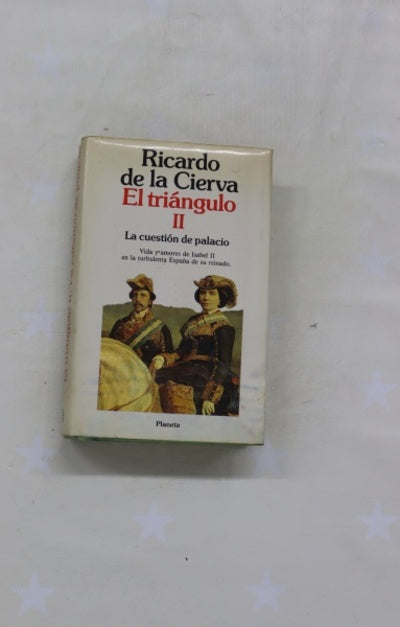 Ricardo
de la Cierva
El triángulo
II
La cuestión de palacio
Vida y amores de Isabel II
en la turbulenta España de su reinado.
Planeta